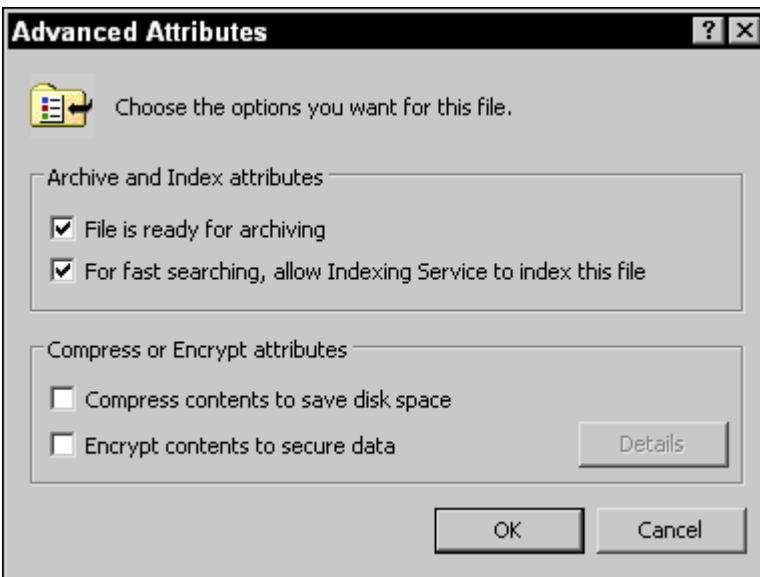 Advanced Attributes
Choose the options you want for this file.
Archive and Index attributes
File is ready for archiving
For fast searching, allow Indexing Service to index this file
Compress or Encrypt attributes
Compress contents to save disk space
Encrypt contents to secure data
Details
OK
Cancel